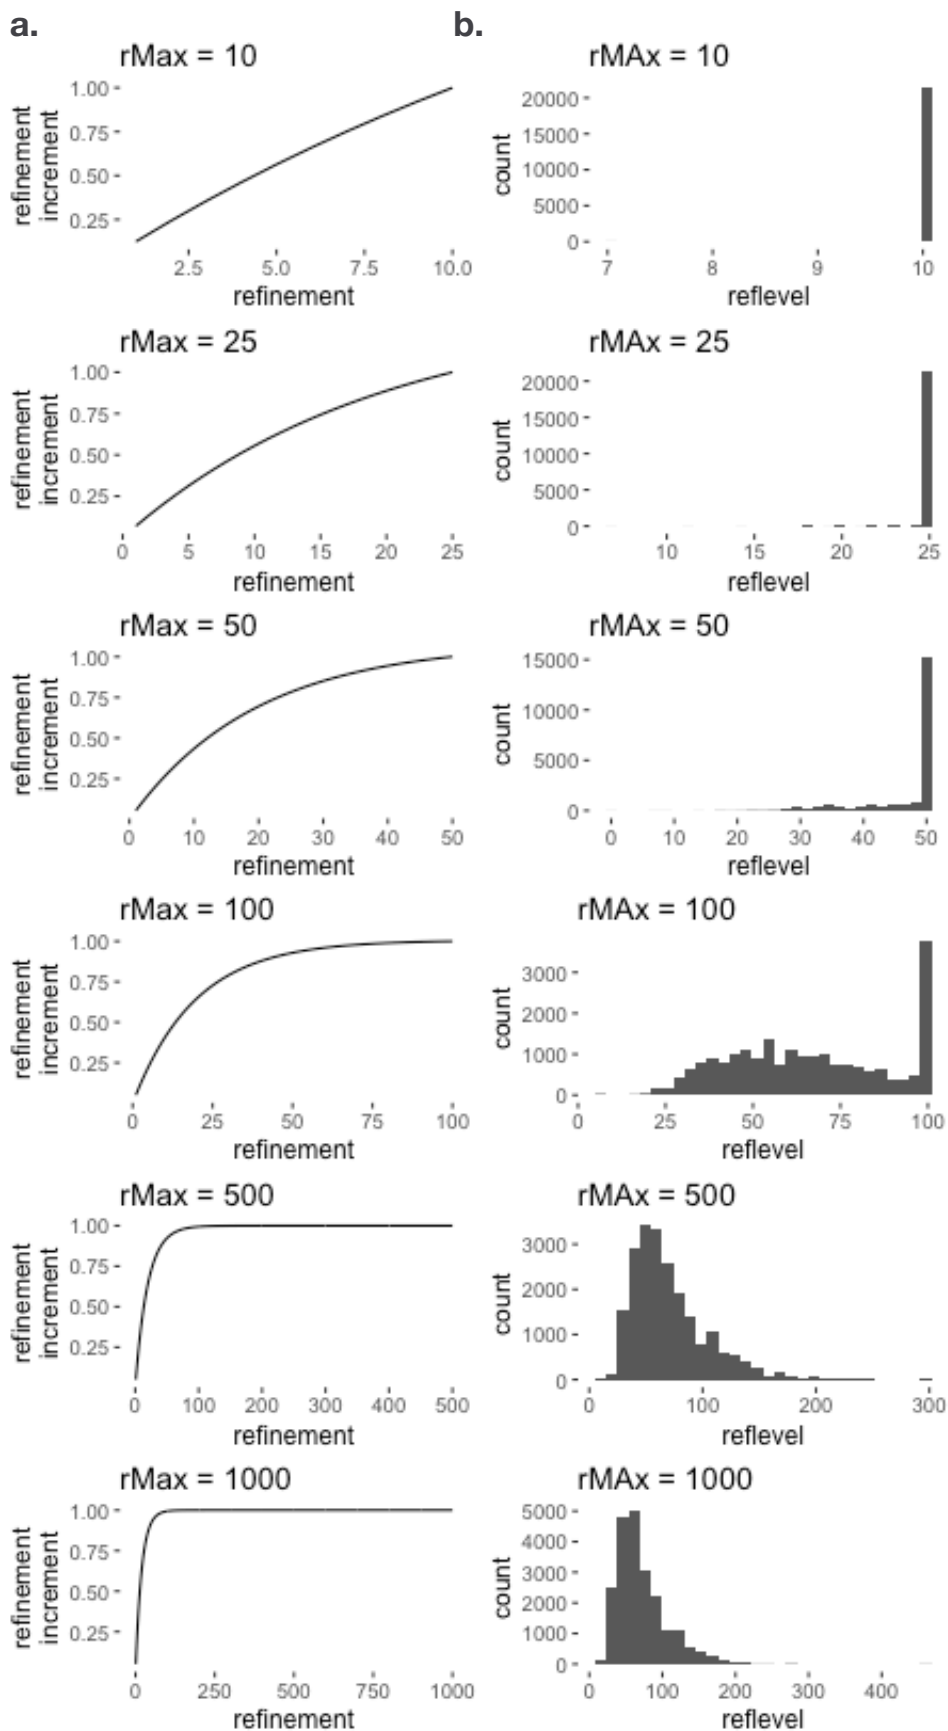 a.
b.
rMax = 10
refinement
increment
1.00
0.75
0.50
0.25
2.5 5.0 7.5 10.0
refinement
rMAx = 10
count
20000
15000
10000
5000
0
7 8 9 10
reflevel
rMax = 25
refinement
increment
1.00
0.75
0.50
0.25
0 5 10 15 20 25
refinement
rMAx = 25
count
20000
15000
10000
5000
0
10 15 20 25
reflevel
rMax = 50
refinement
increment
1.00
0.75
0.50
0.25
0 10 20 30 40 50
refinement
rMAx = 50
count
15000
10000
5000
0
0 10 20 30 40 50
reflevel
rMax = 100
refinement
increment
1.00
0.75
0.50
0.25
0 25 50 75 100
refinement
rMAx = 100
count
3000
2000
1000
0
0 25 50 75 100
reflevel
rMax = 500
refinement
increment
1.00
0.75
0.50
0.25
0 100 200 300 400 500
refinement
rMAx = 500
count
3000
2000
1000
0
0 100 200 300
reflevel
rMax = 1000
refinement
increment
1.00
0.75
0.50
0.25
0 250 500 750 1000
refinement
rMAx = 1000
count
5000
4000
3000
2000
1000
0
0 100 200 300 400
reflevel